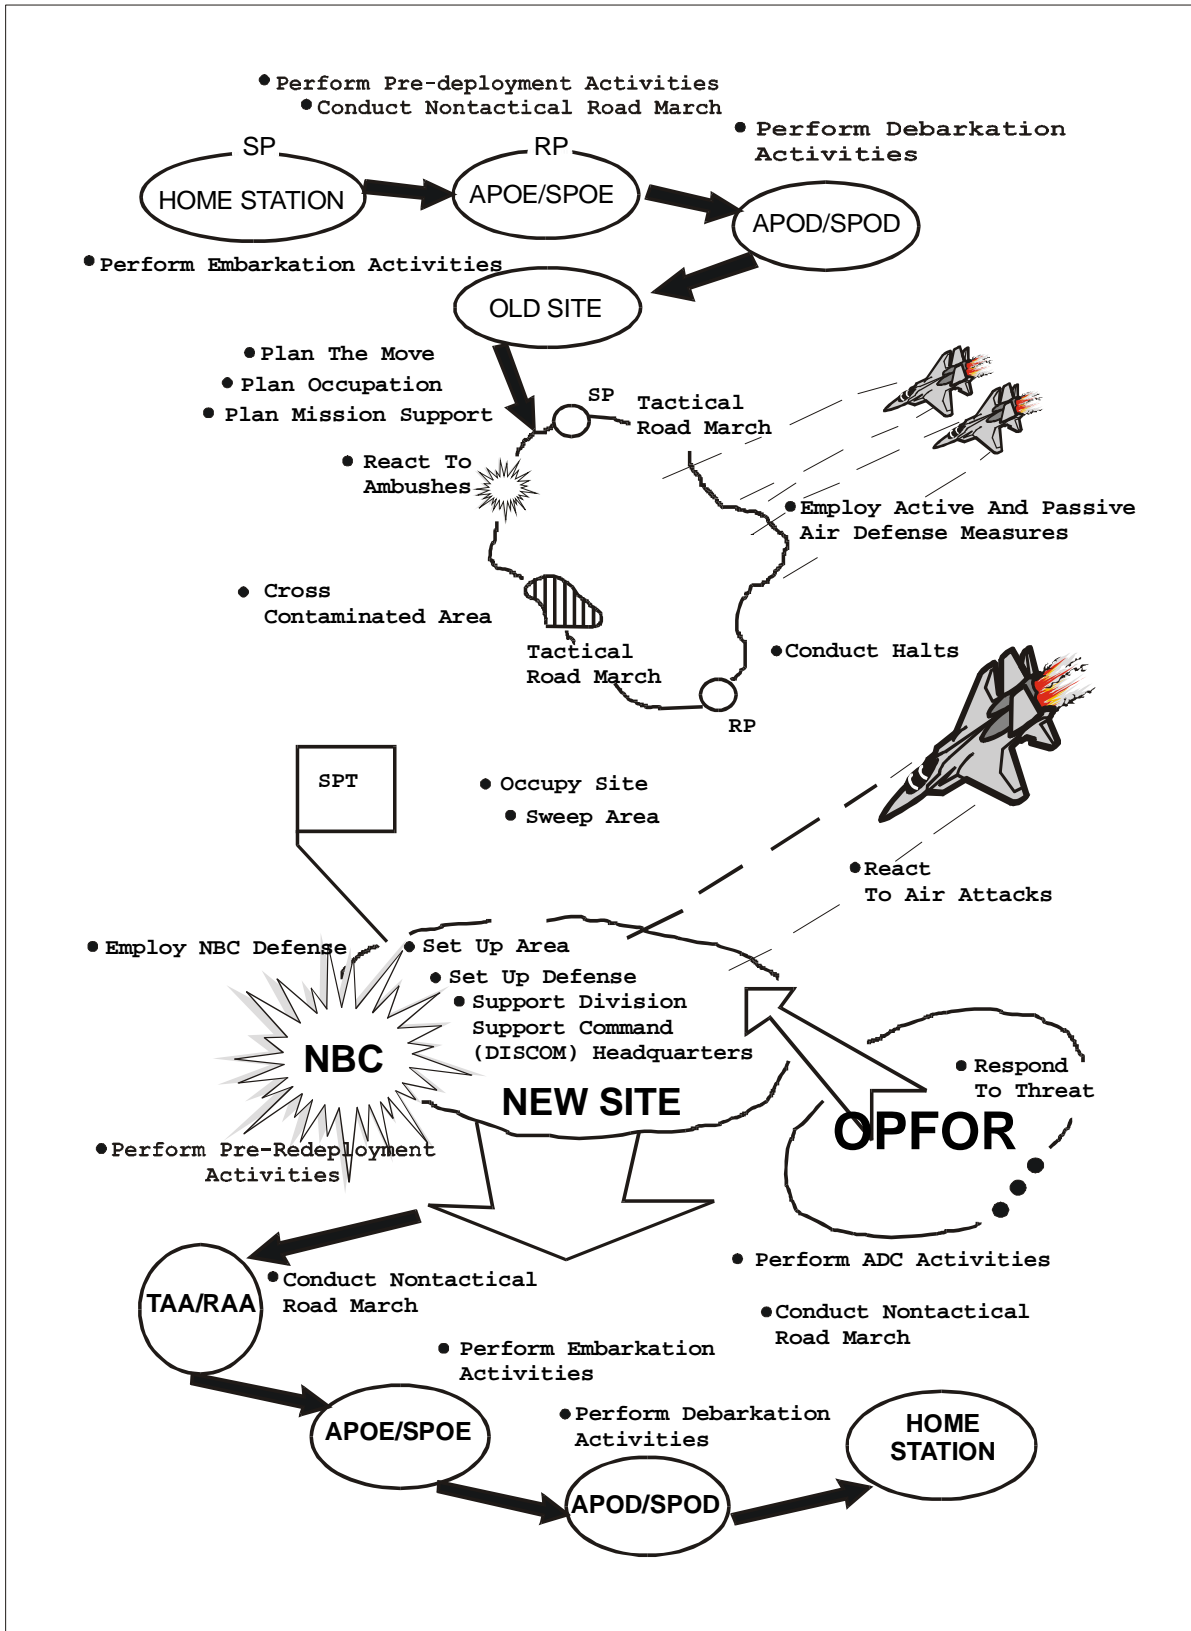 ● Perform Pre-deployment Activities
● Conduct Nontactical Road March
● Perform Debarkation
Activities
SP
RP
HOME STATION
APOE/SPOE
APOD/SPOD
● Perform Embarkation Activities
OLD SITE
● Plan The Move
● Plan Occupation
● Plan Mission Support
SP
Tactical
Road March
● React To
Ambushes
● Employ Active And Passive
Air Defense Measures
● Cross
Contaminated Area
Tactical
Road March
● Conduct Halts
RP
SPT
● Occupy Site
● Sweep Area
● React
To Air Attacks
● Employ NBC Defense
● Set Up Area
● Set Up Defense
● Support Division
Support Command
(DISCOM) Headquarters
NBC
NEW SITE
● Respond
To Threat
OPFOR
● Perform Pre-Redeployment
Activities
● Perform ADC Activities
TAA/RAA
● Conduct Nontactical
Road March
● Conduct Nontactical
Road March
● Perform Embarkation
Activities
APOE/SPOE
● Perform Debarkation
Activities
HOME
STATION
APOD/SPOD